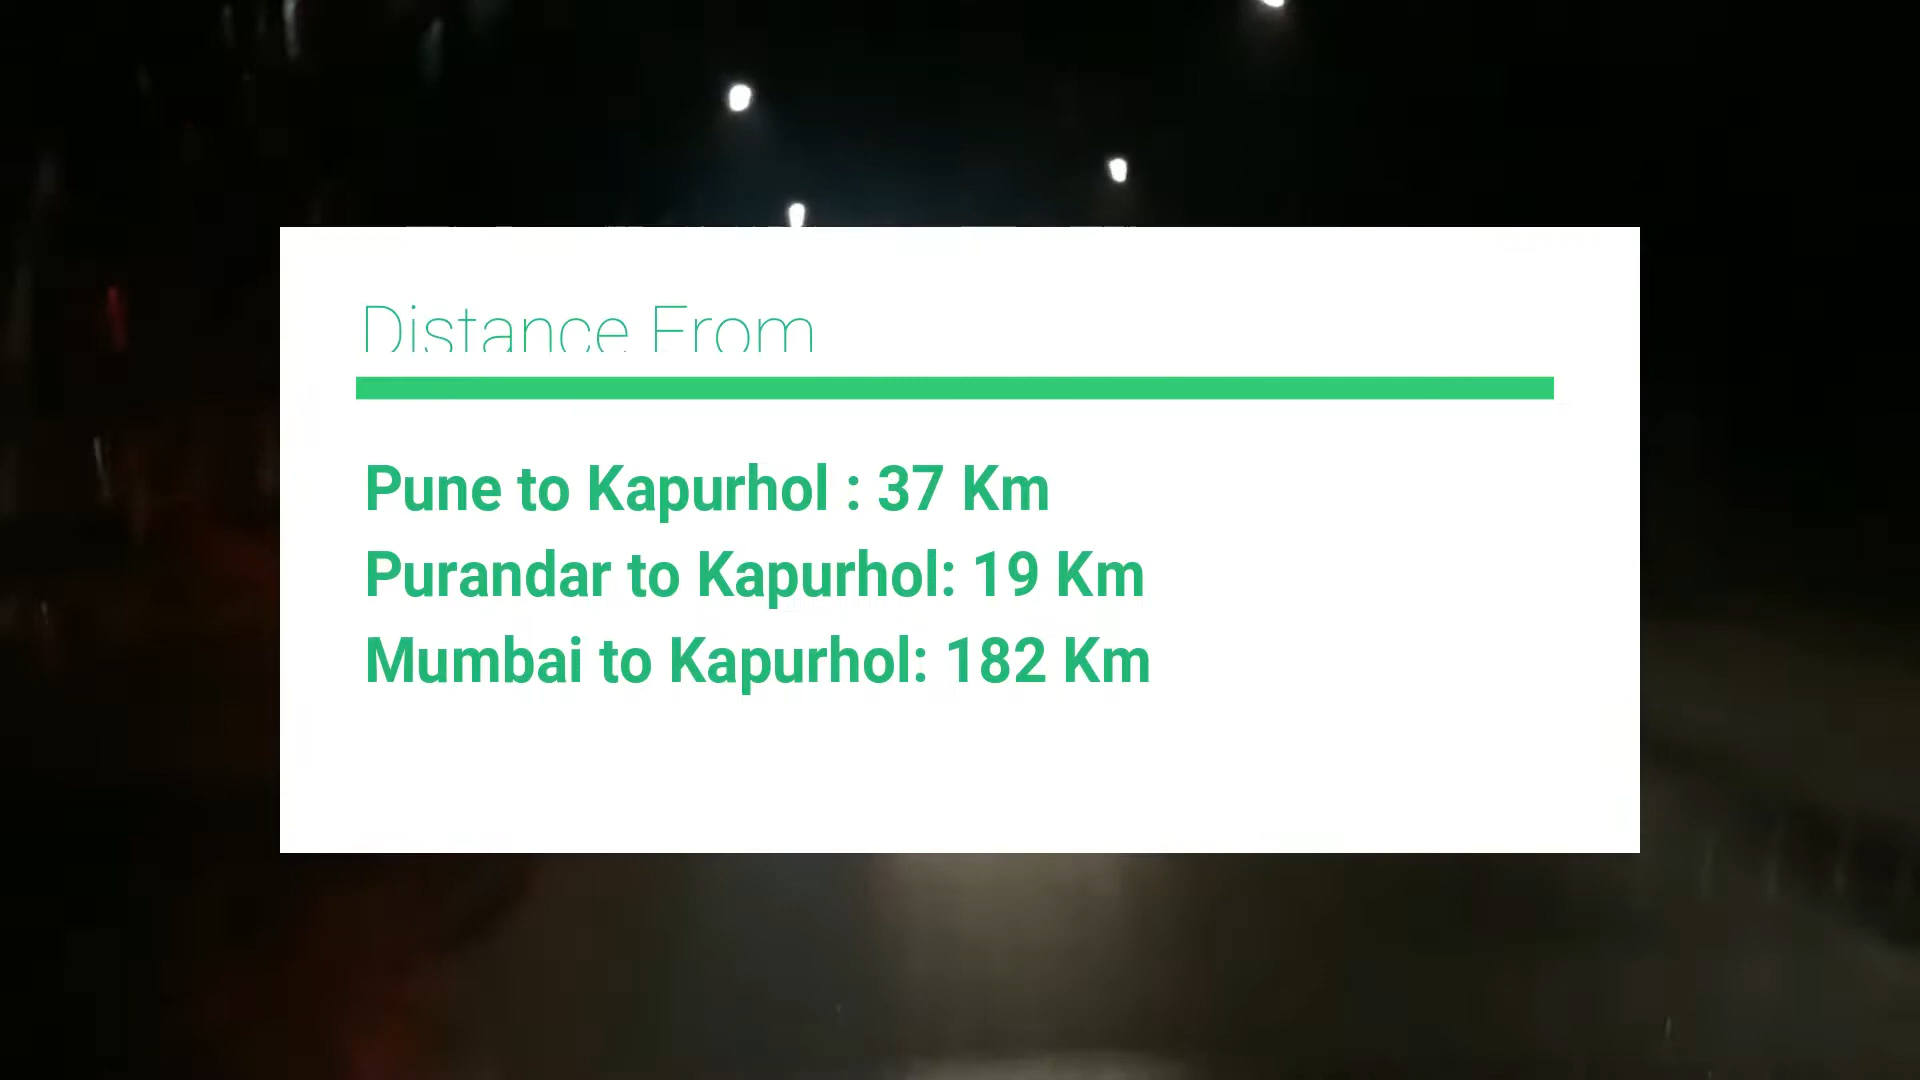 Distance From
Pune to Kapurhol : 37 Km
Purandar to Kapurhol: 19 Km
Mumbai to Kapurhol: 182 Km